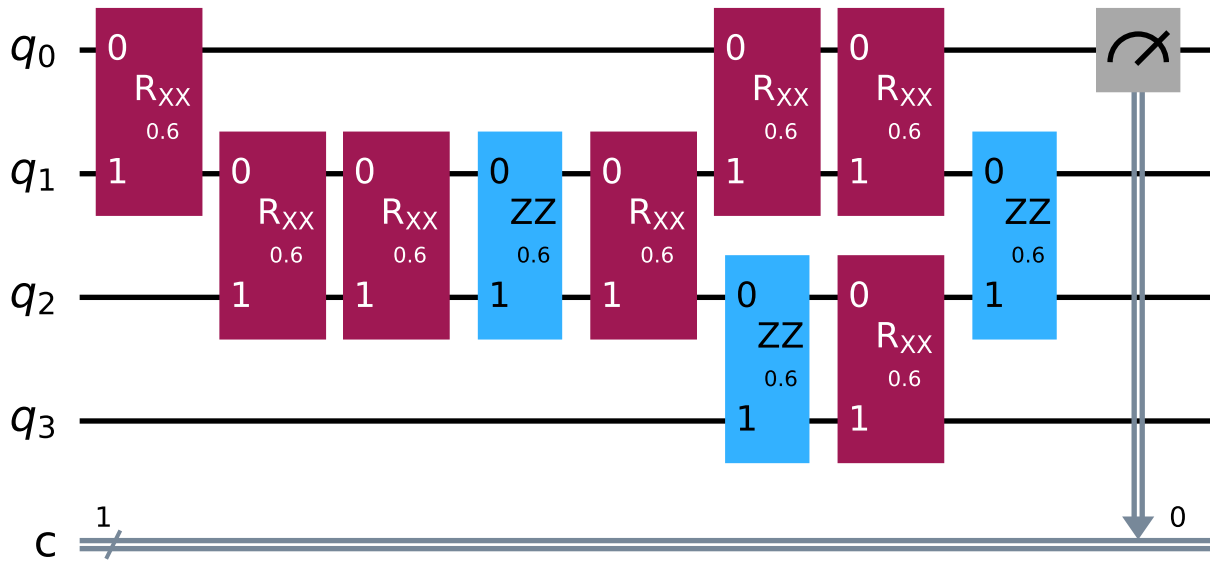 q0 0 0 0
RXX RXX RXX
0.6 0.6 0.6
q1 1 0 0 0 0 1 1 0
RXX RXX ZZ RXX ZZ
0.6 0.6 0.6 0.6 0.6
q2 1 1 1 1 0 0 1
ZZ RXX
0.6 0.6
q3 1 1
1 0
c